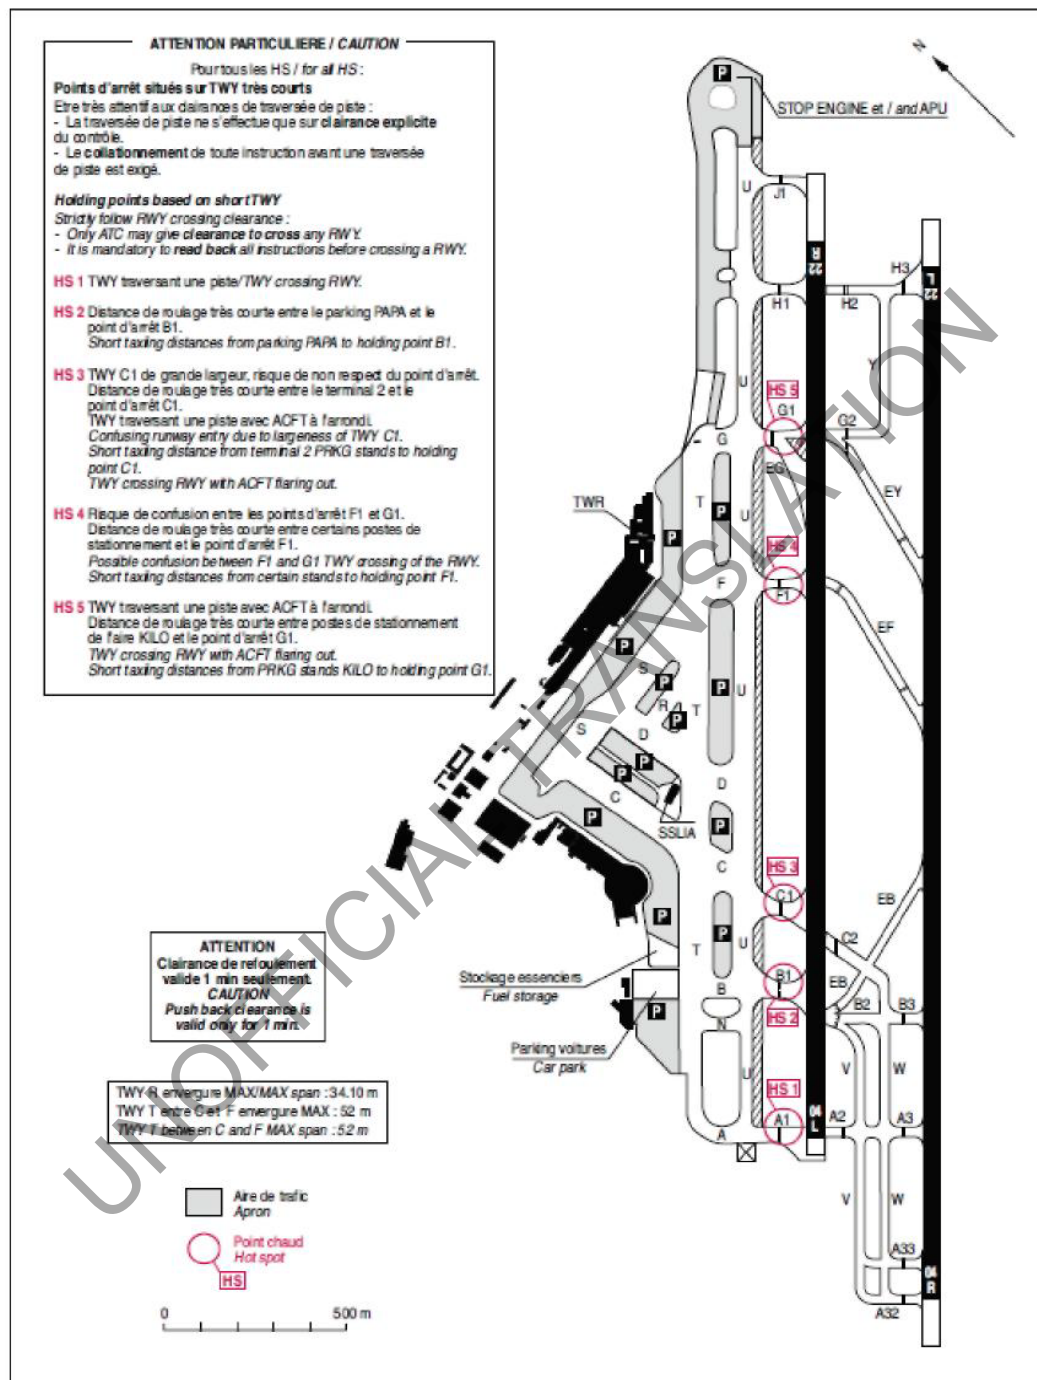 ATTENTION PARTICULIERE / CAUTION
Pour tous les HS / for all HS :
Points d'arrêt situés sur TWY très courts
Etre très attentif aux clairances de traversée de piste :
- La traversée de piste ne s'effectue que sur clairance explicite
du contrôle.
- Le collationnement de toute instruction avant une traversée
de piste est exigé.
Holding points based on short TWY
Strictly follow RWY crossing clearance :
- Only ATC may give clearance to cross any RWY.
- It is mandatory to read back all instructions before crossing a RWY.
HS 1 TWY traversant une piste/TWY crossing RWY.
HS 2 Distance de roulage très courte entre le parking PAPA et le
point d'arrêt B1.
Short taxiing distances from parking PAPA to holding point B1.
HS 3 TWY C1 de grande largeur, risque de non respect du point d'arrêt.
Distance de roulage très courte entre le terminal 2 et le
point d'arrêt C1.
TWY traversant une piste avec ACFT à l'arrondi.
Confusing runway entry due to largeness of TWY C1.
Short taxiing distance from terminal 2 PRKG stands to holding
point C1.
TWY crossing RWY with ACFT flaring out.
HS 4 Risque de confusion entre les points d'arrêt F1 et G1.
Distance de roulage très courte entre certains postes de
stationnement et le point d'arrêt F1.
Possible confusion between F1 and G1 TWY crossing of the RWY.
Short taxiing distances from certain stands to holding point F1.
HS 5 TWY traversant une piste avec ACFT à l'arrondi.
Distance de roulage très courte entre postes de stationnement
de l'aire KILO et le point d'arrêt G1.
TWY crossing RWY with ACFT flaring out.
Short taxiing distances from PRKG stands KILO to holding point G1.
N
P
STOP ENGINE et / and APU
U
J1
22
R
H3
22
L
H1
H2
Y
U
HS 5
G1
G2
G
EG
EY
TWR
T
P
U
P
HS 4
F
F1
EF
P
S
P
R
P
T
P
U
S
D
P
P
C
SSLIA
D
P
P
HS 3
C
C1
EB
P
P
T
U
C2
Stockage essenciers
Fuel storage
B
B1
EB
B2
B3
HS 2
P
N
Parking voitures
Car park
U
V
W
HS 1
A
A1
04
L
A2
A3
V
W
A33
04
R
A32
ATTENTION
Clairance de refoulement
valide 1 min seulement.
CAUTION
Push back clearance is
valid only for 1 min.
TWY R envergure MAX/MAX span : 34.10 m
TWY T entre C et F envergure MAX : 52 m
TWY T between C and F MAX span : 52 m
Aire de trafic
Apron
Point chaud
Hot spot
HS
0 500 m
UNOFFICIAL TRANSLATION